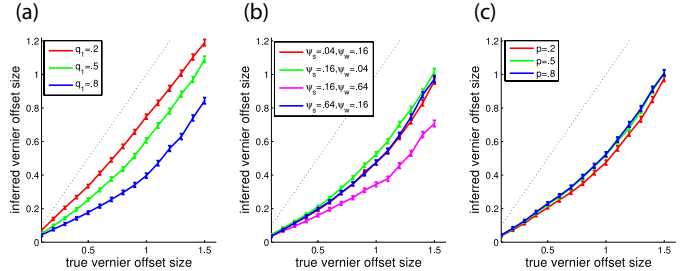 (a)
inferred vernier offset size
1.2
1
0.8
0.6
0.4
0.2
0
q₁=.2
q₁=.5
q₁=.8
0.5
1
1.5
true vernier offset size
(b)
inferred vernier offset size
1.2
1
0.8
0.6
0.4
0.2
0
ψₛ=.04,ψ_w=.16
ψₛ=.16,ψ_w=.04
ψₛ=.16,ψ_w=.64
ψₛ=.64,ψ_w=.16
0.5
1
1.5
true vernier offset size
(c)
inferred vernier offset size
1.2
1
0.8
0.6
0.4
0.2
0
p=.2
p=.5
p=.8
0.5
1
1.5
true vernier offset size